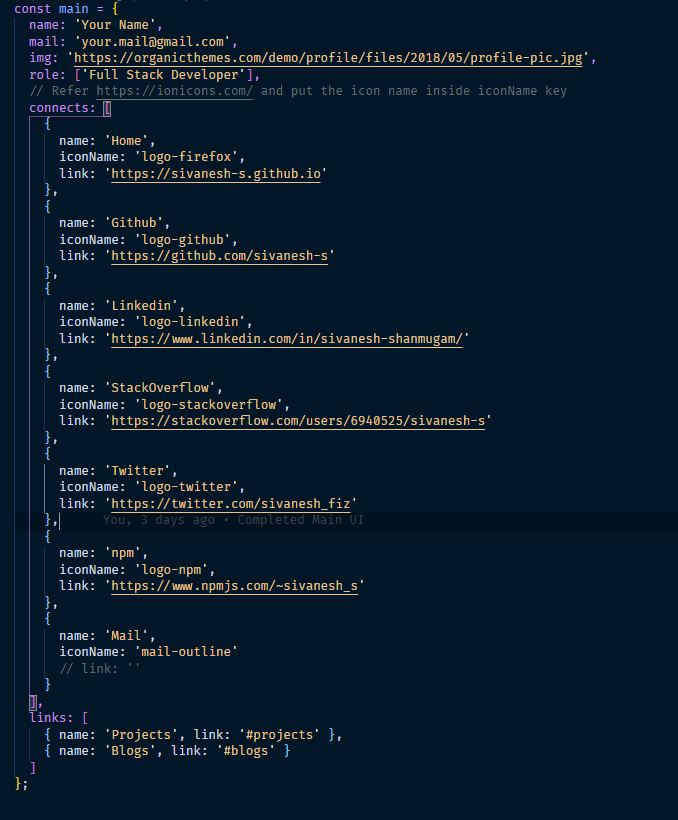 const main = {
  name: 'Your Name',
  mail: 'your.mail@gmail.com',
  img: 'https://organicthemes.com/demo/profile/files/2018/05/profile-pic.jpg',
  role: ['Full Stack Developer'],
  // Refer https://ionicons.com/ and put the icon name inside iconName key
  connects: [
    {
      name: 'Home',
      iconName: 'logo-firefox',
      link: 'https://sivanesh-s.github.io'
    },
    {
      name: 'Github',
      iconName: 'logo-github',
      link: 'https://github.com/sivanesh-s'
    },
    {
      name: 'Linkedin',
      iconName: 'logo-linkedin',
      link: 'https://www.linkedin.com/in/sivanesh-shanmugam/'
    },
    {
      name: 'StackOverflow',
      iconName: 'logo-stackoverflow',
      link: 'https://stackoverflow.com/users/6940525/sivanesh-s'
    },
    {
      name: 'Twitter',
      iconName: 'logo-twitter',
      link: 'https://twitter.com/sivanesh_fiz'
    },      You, 3 days ago • Completed Main UI
    {
      name: 'npm',
      iconName: 'logo-npm',
      link: 'https://www.npmjs.com/~sivanesh_s'
    },
    {
      name: 'Mail',
      iconName: 'mail-outline'
      // link: ''
    }
  ],
  links: [
    { name: 'Projects', link: '#projects' },
    { name: 'Blogs', link: '#blogs' }
  ]
};